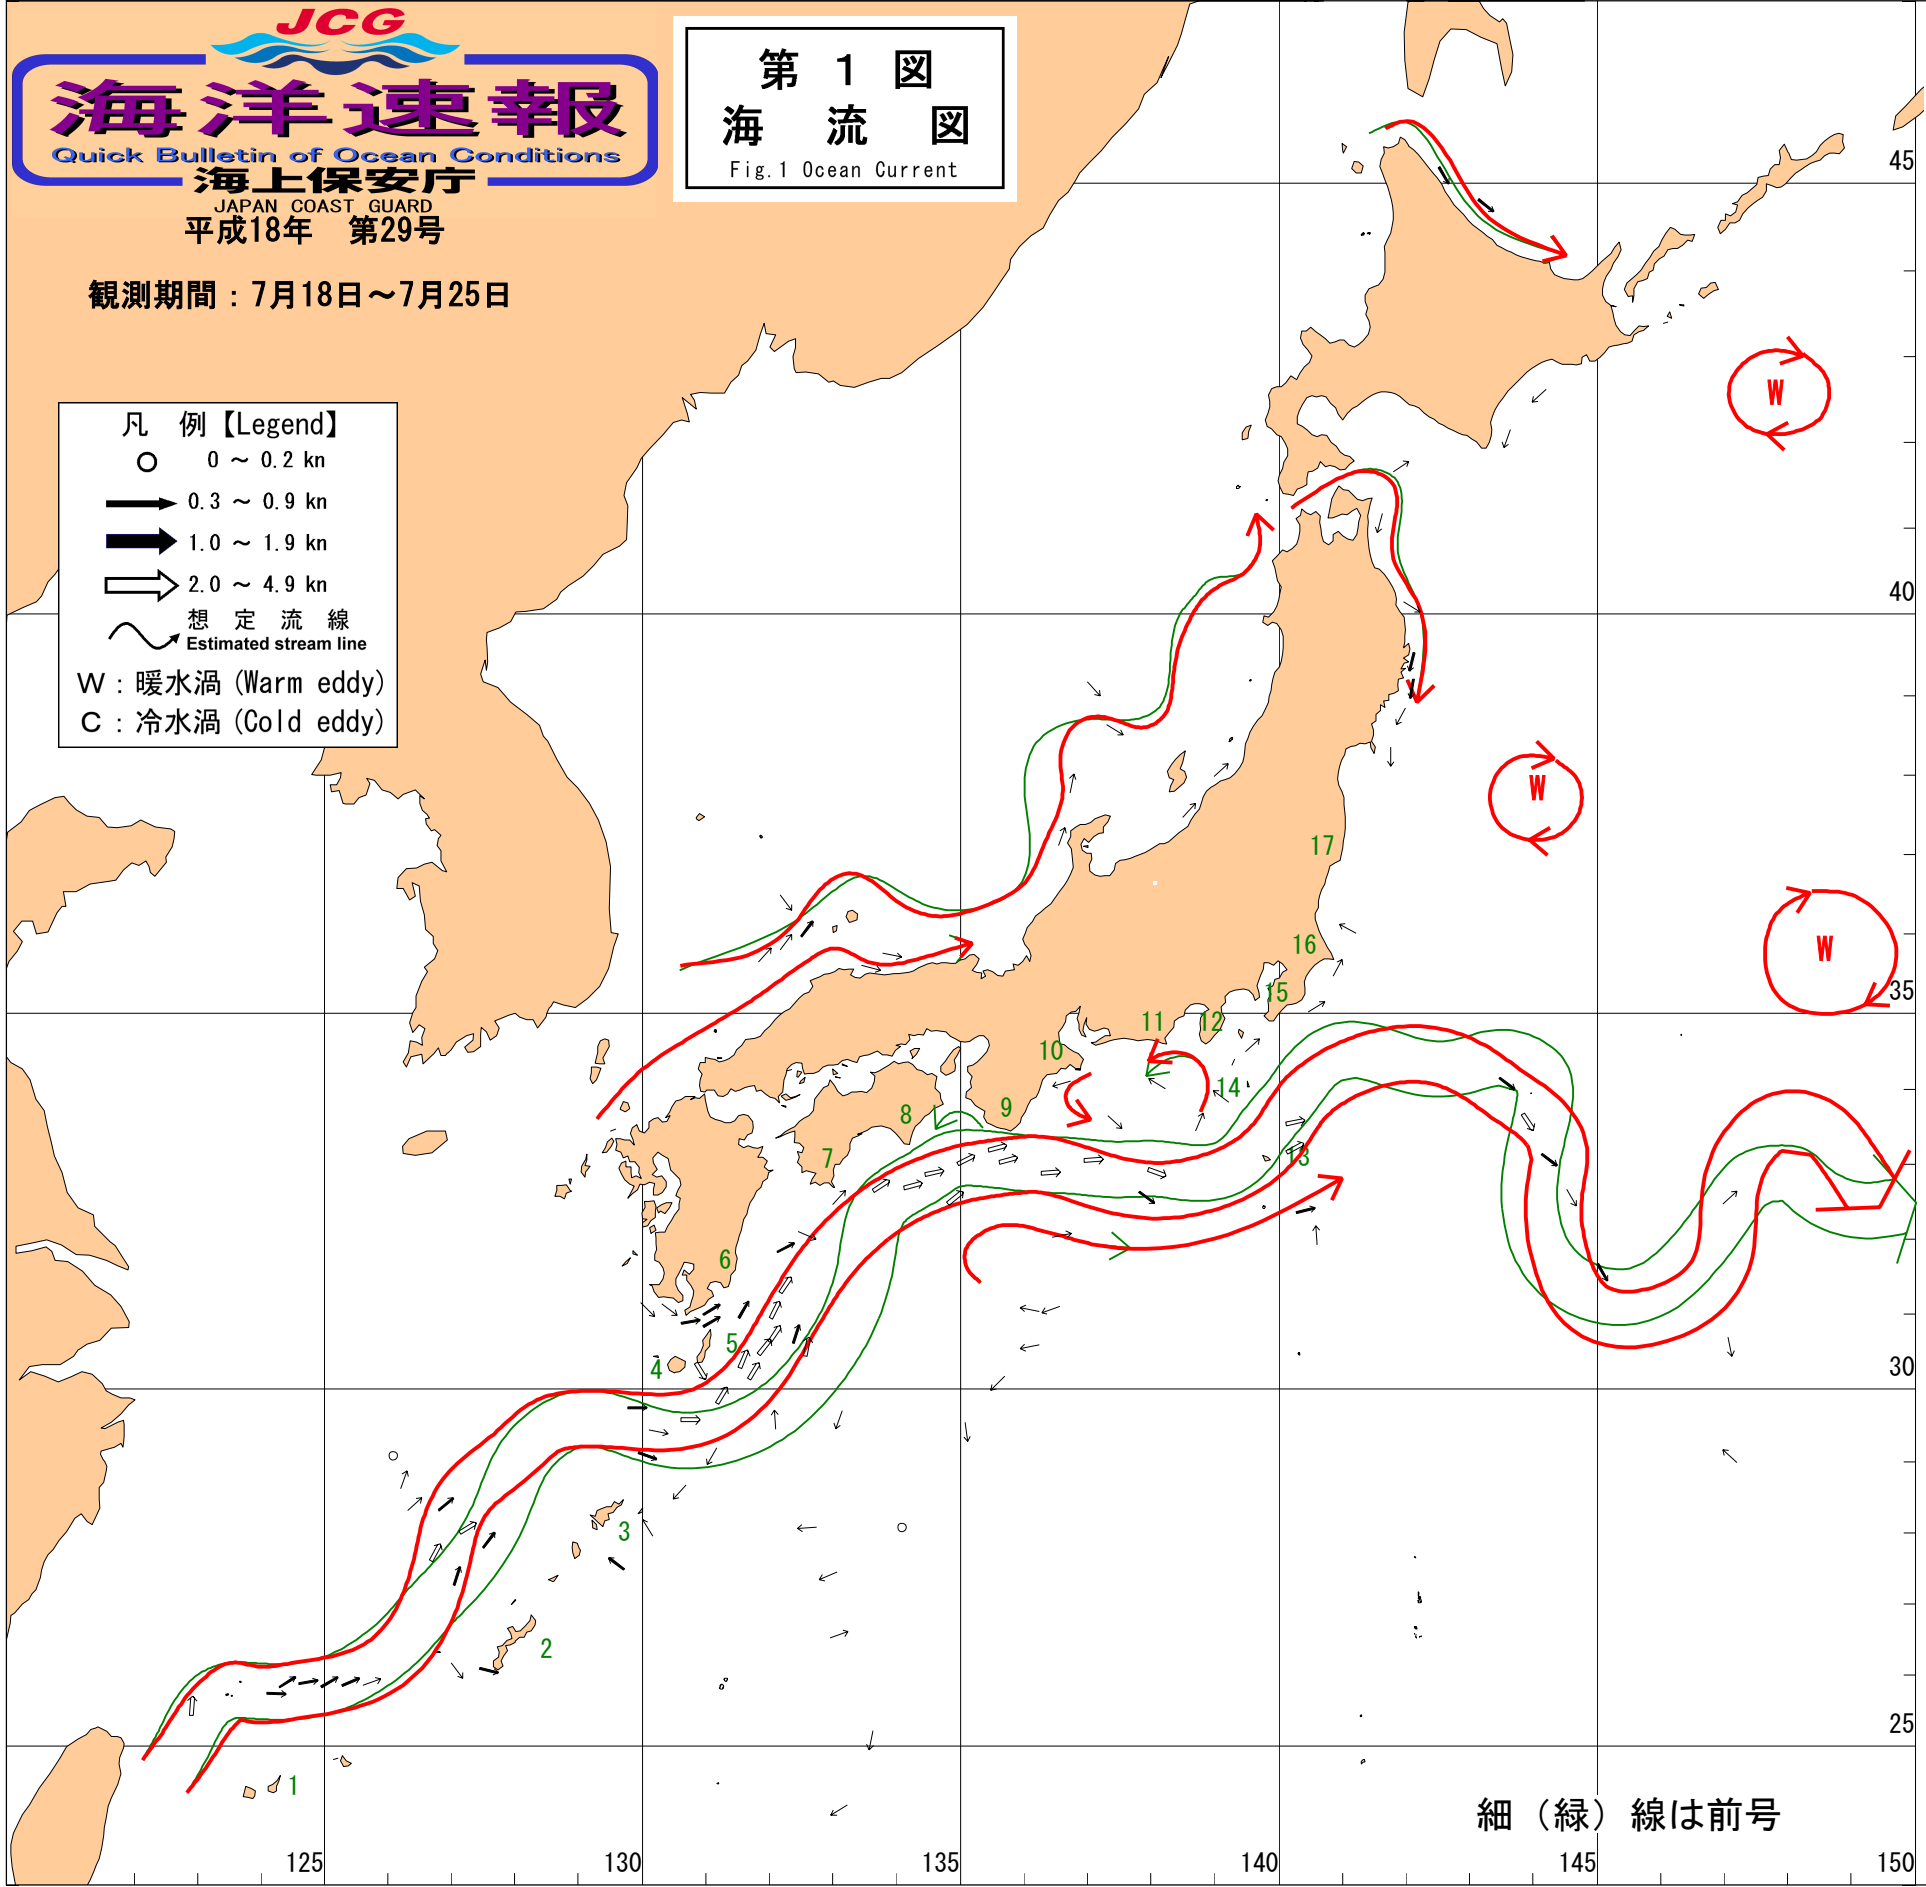 JCG
海洋速報
Quick Bulletin of Ocean Conditions
海上保安庁
JAPAN COAST GUARD
平成18年　第29号
観測期間：7月18日～7月25日
第 1 図
海 流 図
Fig.1 Ocean Current
凡 例【Legend】
0 ～ 0.2 kn
0.3 ～ 0.9 kn
1.0 ～ 1.9 kn
2.0 ～ 4.9 kn
想 定 流 線
Estimated stream line
W：暖水渦(Warm eddy)
C：冷水渦(Cold eddy)
45
W
40
W
17
16
W
35
15
11
12
10
14
9
8
7
13
6
5
4
30
3
2
25
1
細（緑）線は前号
125
130
135
140
145
150